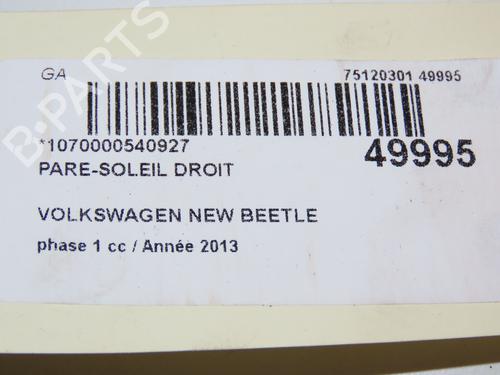 GA
75120301 49995
*1070000540927
49995
PARE-SOLEIL DROIT
VOLKSWAGEN NEW BEETLE
phase 1 cc / Année 2013
B-PARTS